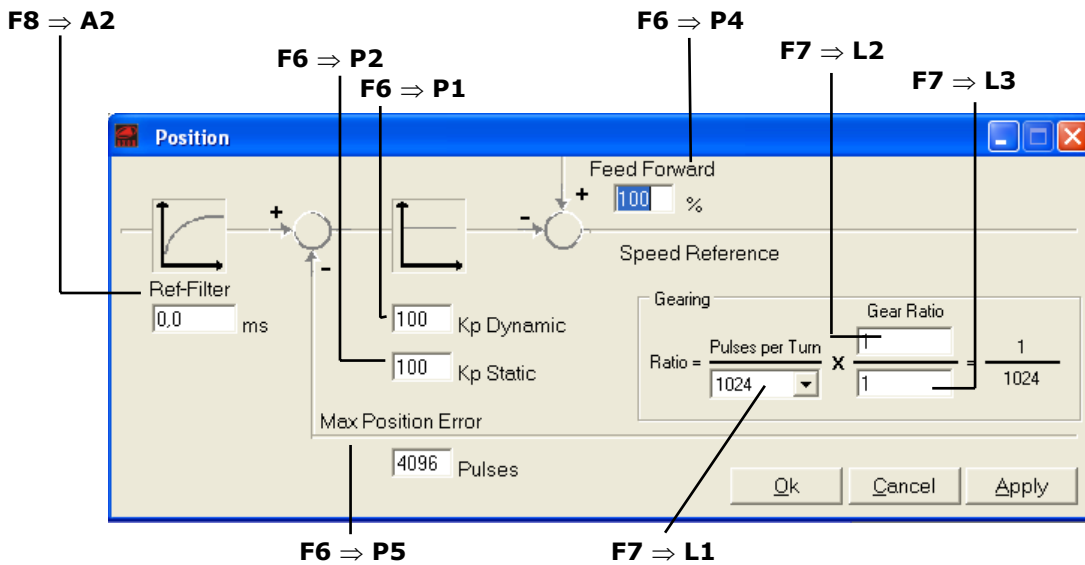 F8 ⇒ A2
F6 ⇒ P4
F6 ⇒ P2
F7 ⇒ L2
F6 ⇒ P1
F7 ⇒ L3
Position
Feed Forward
+
100 %
+
-
-
Speed Reference
Ref-Filter
0,0 ms
100 Kp Dynamic
100 Kp Static
Gearing
Gear Ratio
Ratio = Pulses per Turn X 1 = 1
1024 1 1024
Max Position Error
4096 Pulses
Ok Cancel Apply
F6 ⇒ P5
F7 ⇒ L1